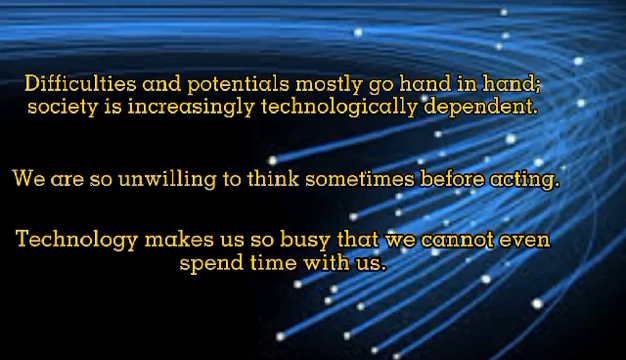 Difficulties and potentials mostly go hand in hand;
society is increasingly technologically dependent.
We are so unwilling to think sometimes before acting.
Technology makes us so busy that we cannot even
spend time with us.